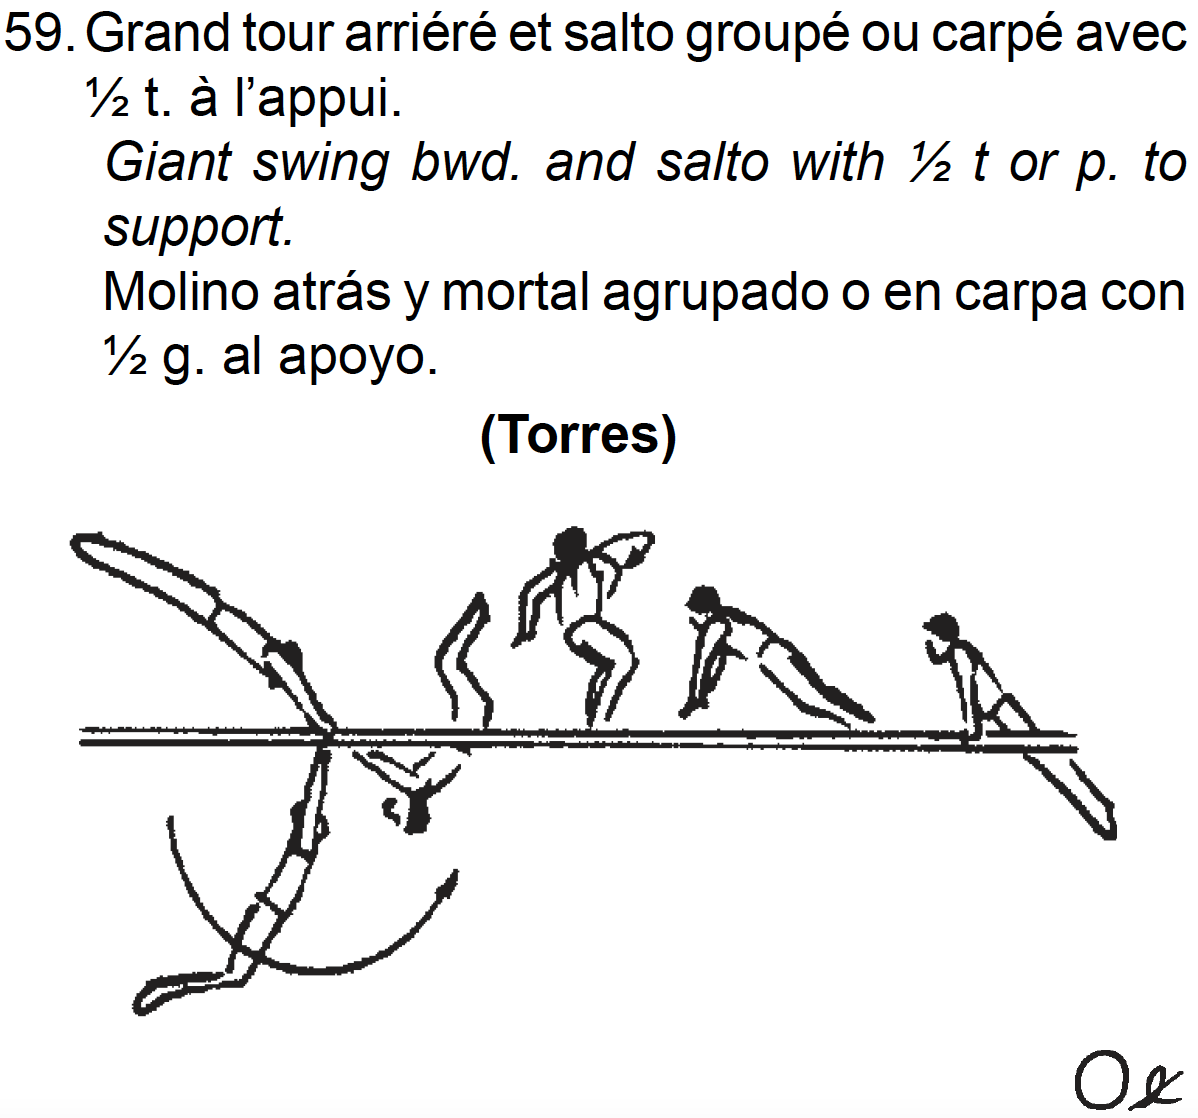 59. Grand tour arriéré et salto groupé ou carpé avec
½ t. à l’appui.
Giant swing bwd. and salto with ½ t or p. to
support.
Molino atrás y mortal agrupado o en carpa con
½ g. al apoyo.
(Torres)